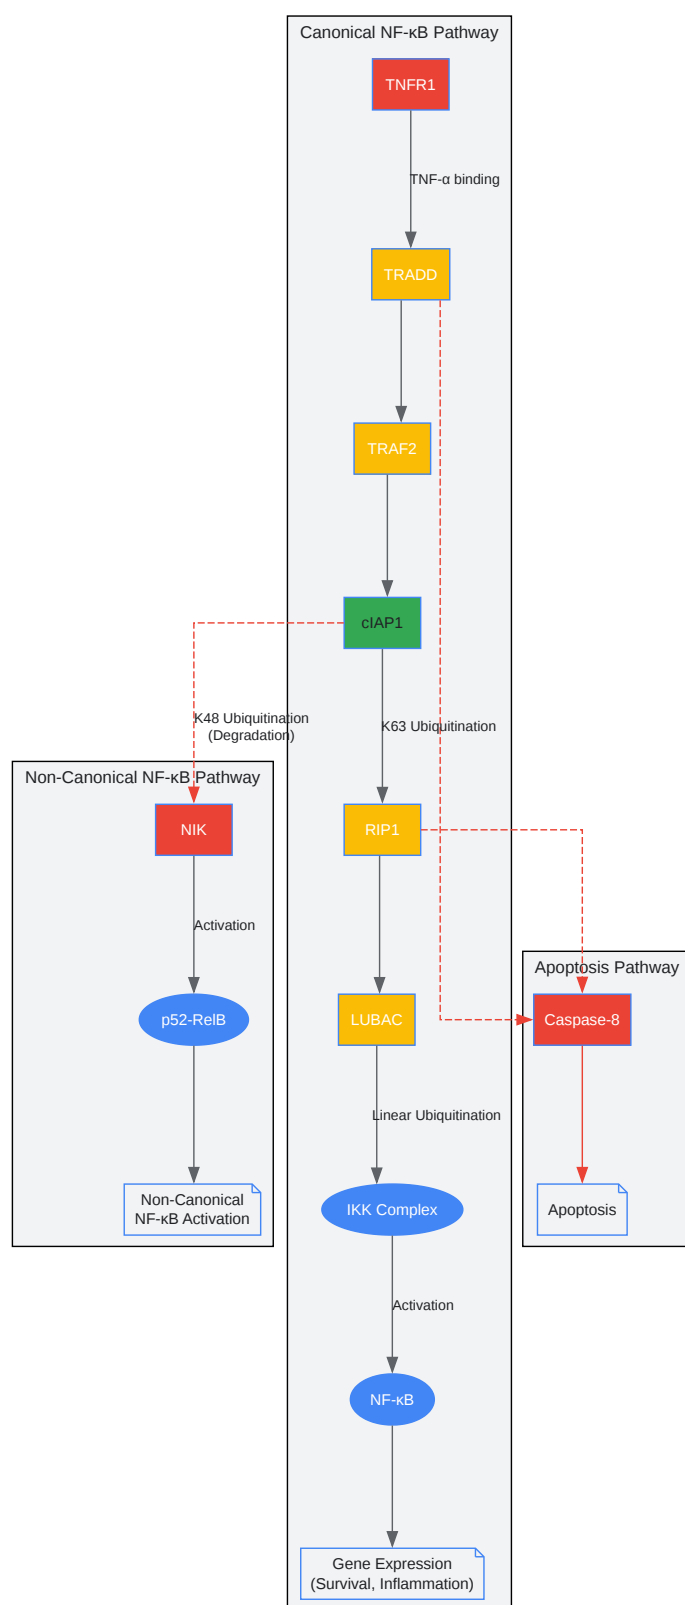 Canonical NF-κB Pathway
TNFR1
TNF-α binding
TRADD
TRAF2
cIAP1
K48 Ubiquitination
(Degradation)
K63 Ubiquitination
Non-Canonical NF-κB Pathway
NIK
RIP1
Activation
Apoptosis Pathway
p52-RelB
LUBAC
Caspase-8
Linear Ubiquitination
Non-Canonical
NF-κB Activation
IKK Complex
Apoptosis
Activation
NF-κB
Gene Expression
(Survival, Inflammation)